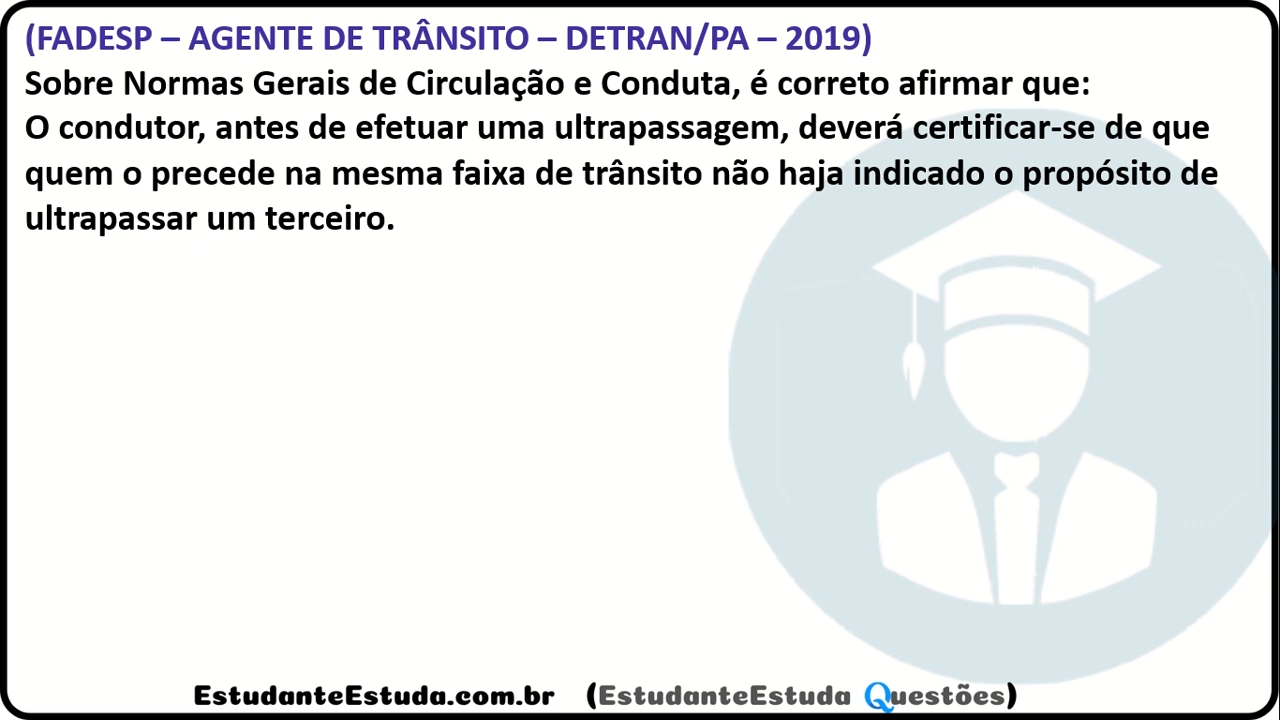 (FADESP – AGENTE DE TRÂNSITO – DETRAN/PA – 2019)
Sobre Normas Gerais de Circulação e Conduta, é correto afirmar que:
O condutor, antes de efetuar uma ultrapassagem, deverá certificar-se de que
quem o precede na mesma faixa de trânsito não haja indicado o propósito de
ultrapassar um terceiro.
EstudanteEstuda.com.br (EstudanteEstuda Questões)